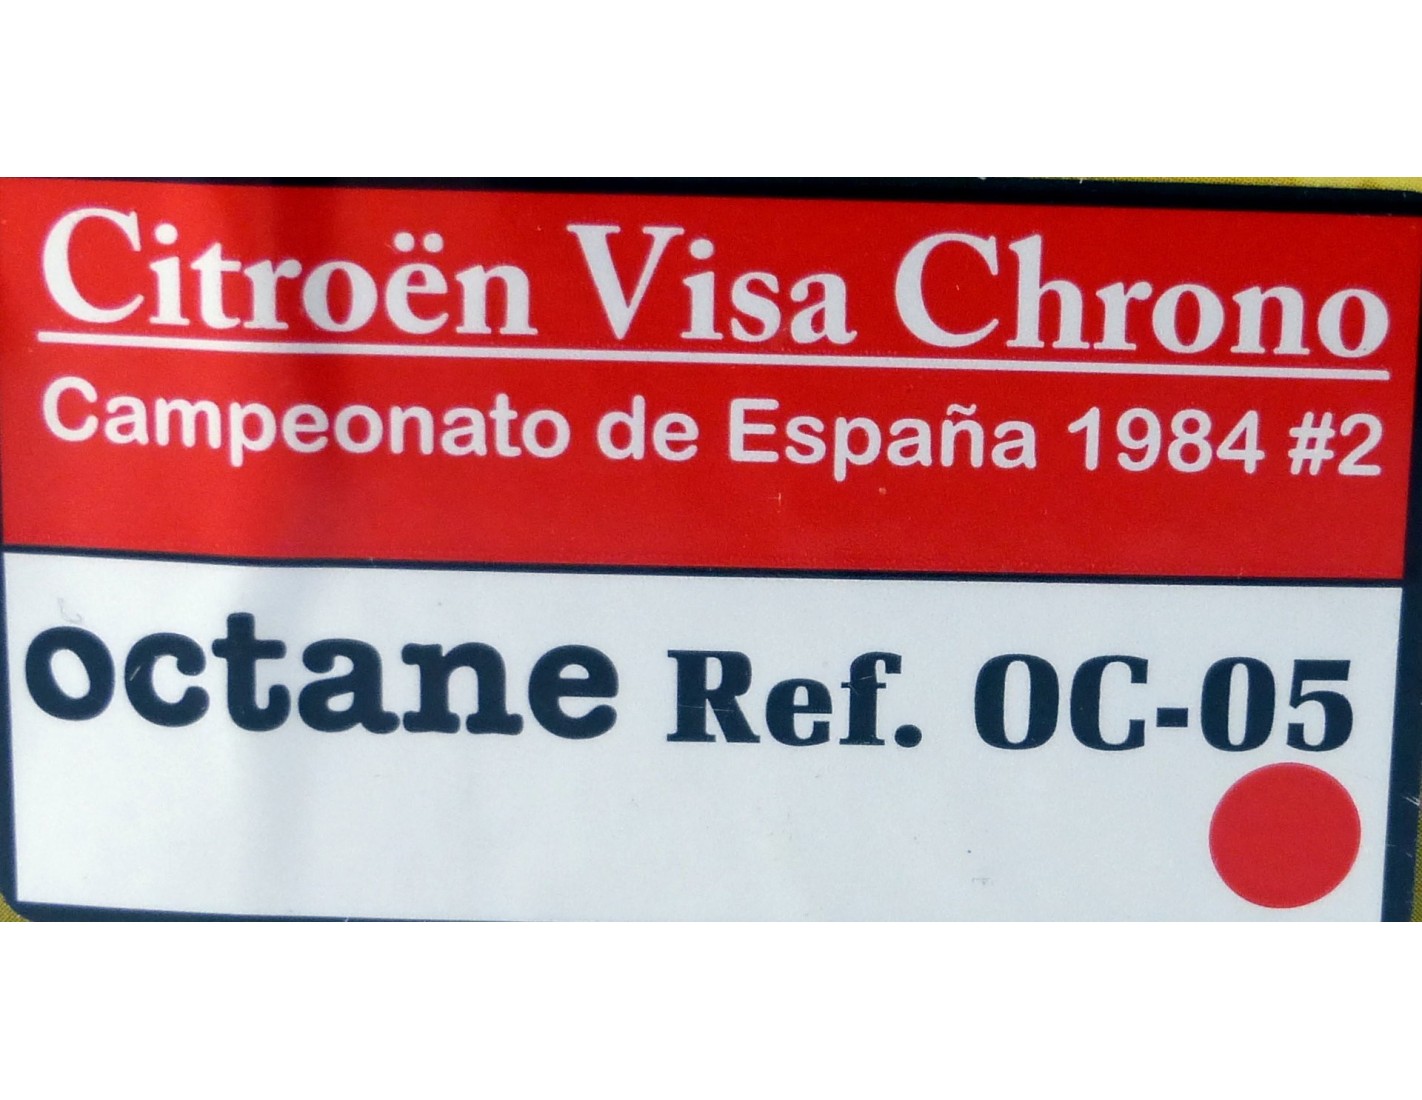 Citroën Visa Chrono
Campeonato de España 1984 #2
octane Ref. OC-05